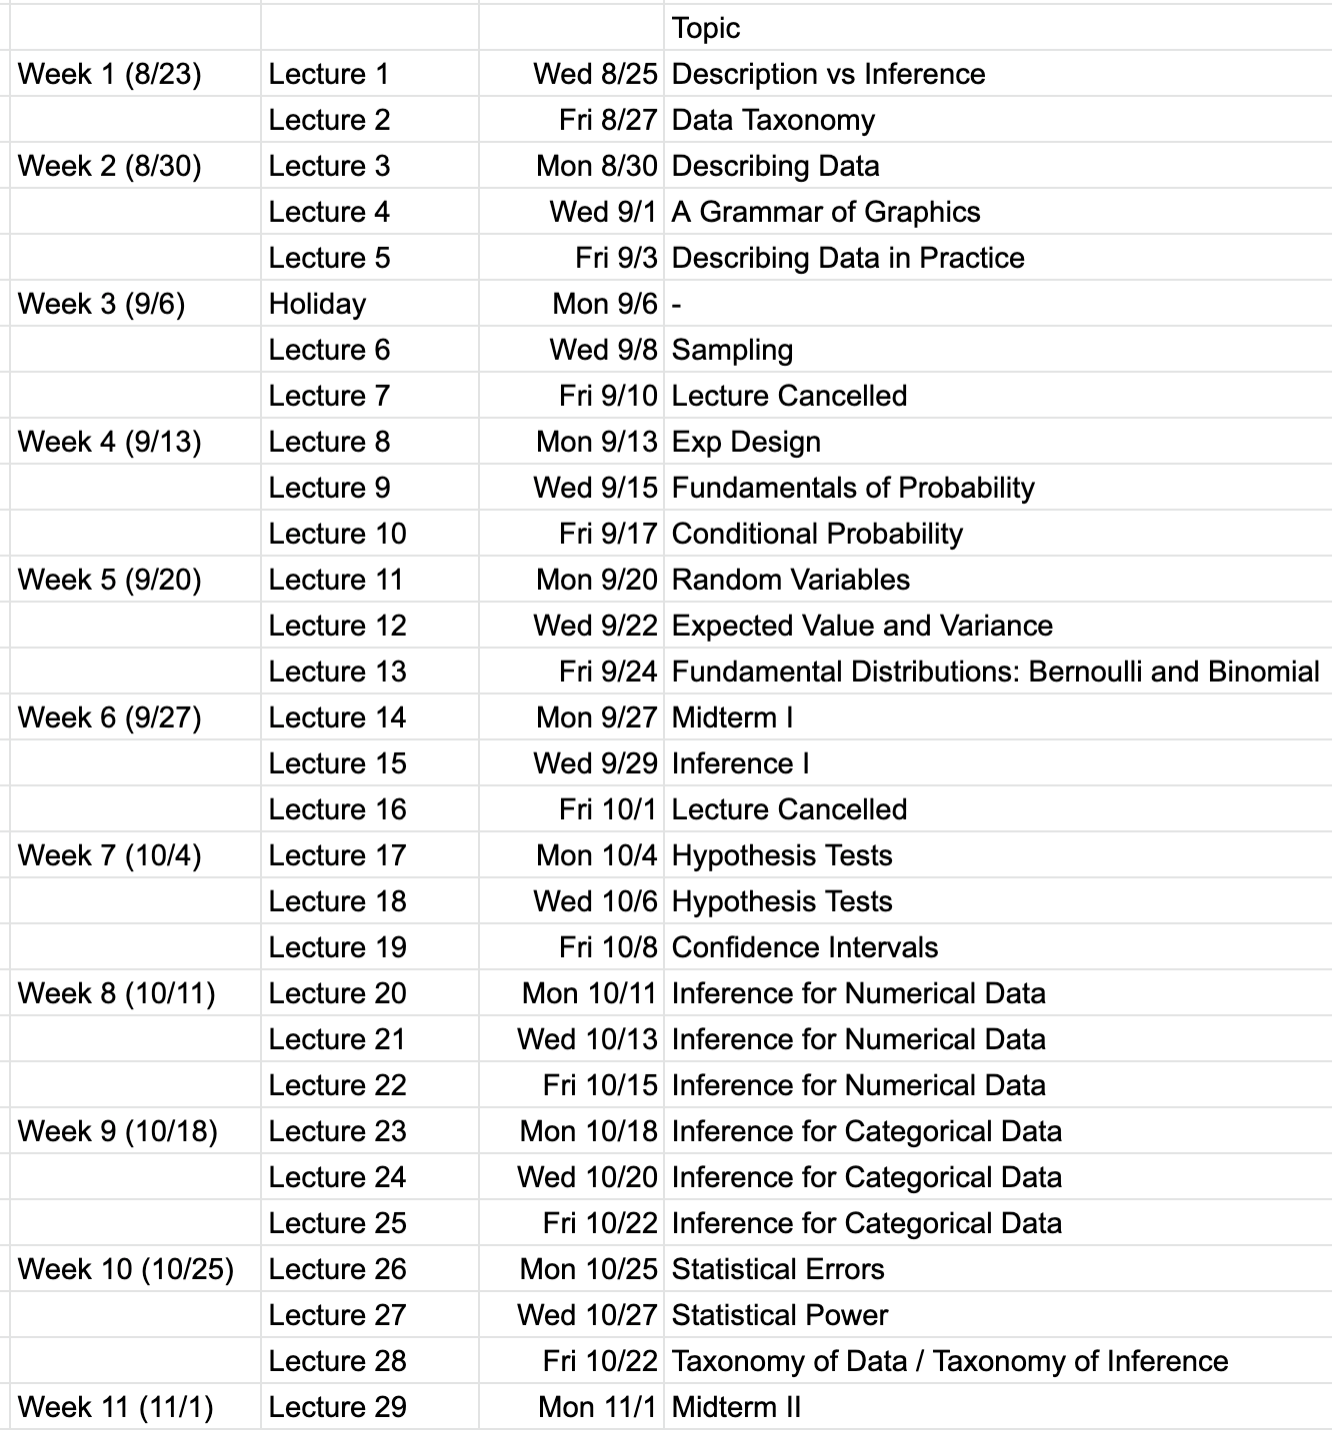 Topic
Week 1 (8/23) Lecture 1 Wed 8/25 Description vs Inference
Lecture 2 Fri 8/27 Data Taxonomy
Week 2 (8/30) Lecture 3 Mon 8/30 Describing Data
Lecture 4 Wed 9/1 A Grammar of Graphics
Lecture 5 Fri 9/3 Describing Data in Practice
Week 3 (9/6) Holiday Mon 9/6 -
Lecture 6 Wed 9/8 Sampling
Lecture 7 Fri 9/10 Lecture Cancelled
Week 4 (9/13) Lecture 8 Mon 9/13 Exp Design
Lecture 9 Wed 9/15 Fundamentals of Probability
Lecture 10 Fri 9/17 Conditional Probability
Week 5 (9/20) Lecture 11 Mon 9/20 Random Variables
Lecture 12 Wed 9/22 Expected Value and Variance
Lecture 13 Fri 9/24 Fundamental Distributions: Bernoulli and Binomial
Week 6 (9/27) Lecture 14 Mon 9/27 Midterm I
Lecture 15 Wed 9/29 Inference I
Lecture 16 Fri 10/1 Lecture Cancelled
Week 7 (10/4) Lecture 17 Mon 10/4 Hypothesis Tests
Lecture 18 Wed 10/6 Hypothesis Tests
Lecture 19 Fri 10/8 Confidence Intervals
Week 8 (10/11) Lecture 20 Mon 10/11 Inference for Numerical Data
Lecture 21 Wed 10/13 Inference for Numerical Data
Lecture 22 Fri 10/15 Inference for Numerical Data
Week 9 (10/18) Lecture 23 Mon 10/18 Inference for Categorical Data
Lecture 24 Wed 10/20 Inference for Categorical Data
Lecture 25 Fri 10/22 Inference for Categorical Data
Week 10 (10/25) Lecture 26 Mon 10/25 Statistical Errors
Lecture 27 Wed 10/27 Statistical Power
Lecture 28 Fri 10/22 Taxonomy of Data / Taxonomy of Inference
Week 11 (11/1) Lecture 29 Mon 11/1 Midterm II